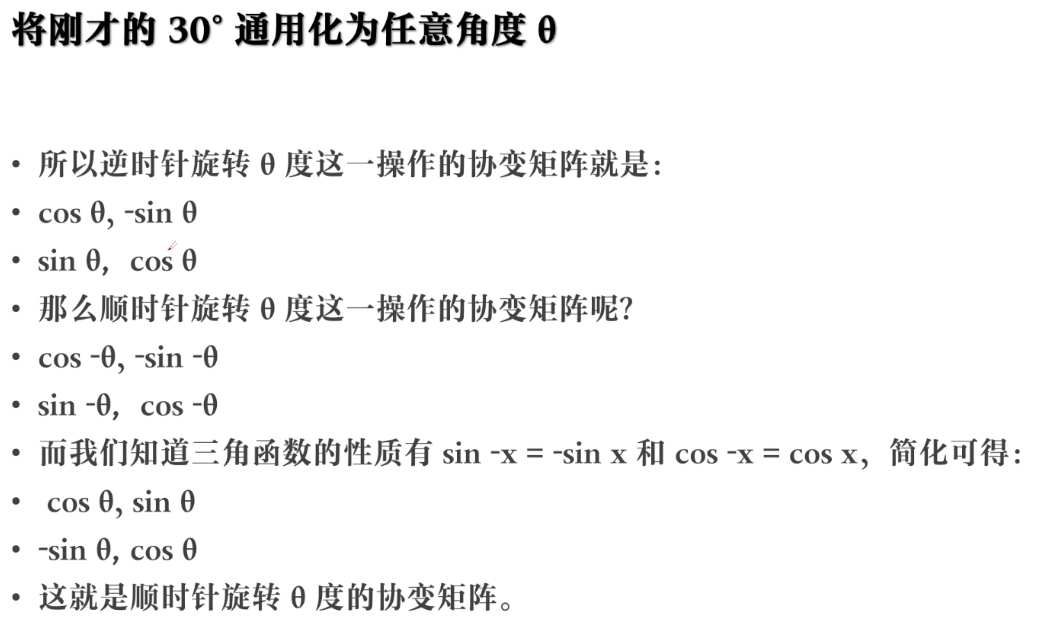 将刚才的 30° 通用化为任意角度 θ
• 所以逆时针旋转 θ 度这一操作的协变矩阵就是：
• cos θ, -sin θ
• sin θ，cos θ
• 那么顺时针旋转 θ 度这一操作的协变矩阵呢？
• cos -θ, -sin -θ
• sin -θ，cos -θ
• 而我们知道三角函数的性质有 sin -x = -sin x 和 cos -x = cos x，简化可得：
• cos θ, sin θ
• -sin θ, cos θ
• 这就是顺时针旋转 θ 度的协变矩阵。